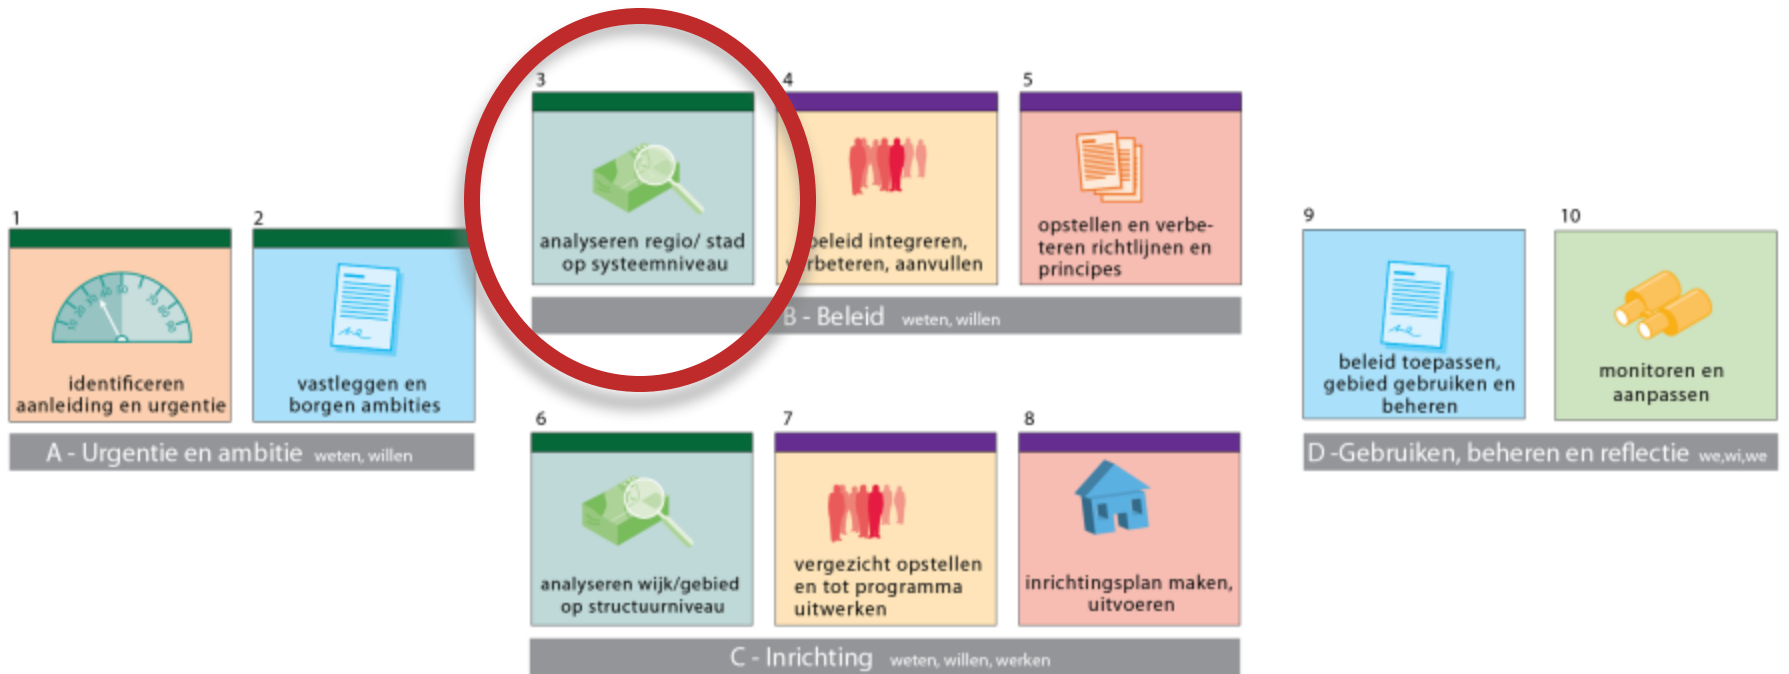 1
identificeren
aanleiding en urgentie
2
vastleggen en
borgen ambities
A - Urgentie en ambitie weten, willen
3
analyseren regio/ stad
op systeemniveau
4
beleid integreren,
verbeteren, aanvullen
5
opstellen en verbe-
teren richtlijnen en
principes
B - Beleid weten, willen
6
analyseren wijk/gebied
op structuurniveau
7
vergezicht opstellen
en tot programma
uitwerken
8
inrichtingsplan maken,
uitvoeren
C - Inrichting weten, willen, werken
9
beleid toepassen,
gebied gebruiken en
beheren
10
monitoren en
aanpassen
D -Gebruiken, beheren en reflectie we,wi,we